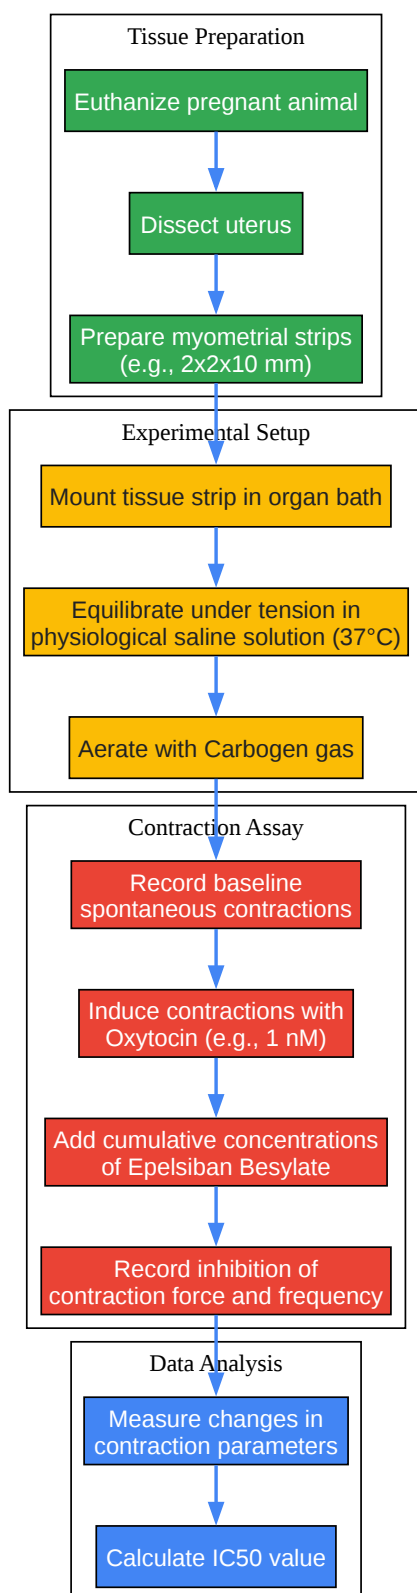 Tissue Preparation
Euthanize pregnant animal
Dissect uterus
Prepare myometrial strips
(e.g., 2x2x10 mm)
Experimental Setup
Mount tissue strip in organ bath
Equilibrate under tension in
physiological saline solution (37°C)
Aerate with Carbogen gas
Contraction Assay
Record baseline
spontaneous contractions
Induce contractions with
Oxytocin (e.g., 1 nM)
Add cumulative concentrations
of Epelsiban Besylate
Record inhibition of
contraction force and frequency
Data Analysis
Measure changes in
contraction parameters
Calculate IC50 value